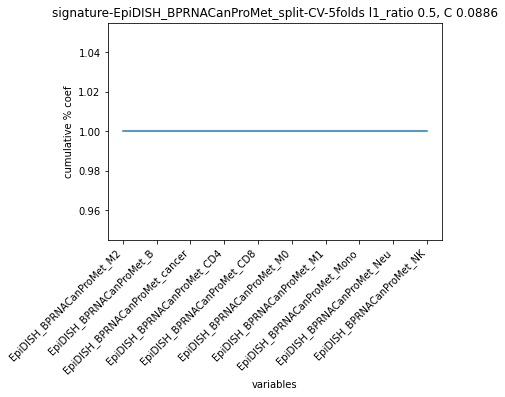 signature-EpiDISH_BPRNACanProMet_split-CV-5folds l1_ratio 0.5, C 0.0886
1.04
1.02
1.00
0.98
0.96
cumulative % coef
EpiDISH_BPRNACanProMet_M2
EpiDISH_BPRNACanProMet_B
EpiDISH_BPRNACanProMet_cancer
EpiDISH_BPRNACanProMet_CD4
EpiDISH_BPRNACanProMet_CD8
EpiDISH_BPRNACanProMet_M0
EpiDISH_BPRNACanProMet_M1
EpiDISH_BPRNACanProMet_Mono
EpiDISH_BPRNACanProMet_Neu
EpiDISH_BPRNACanProMet_NK
variables